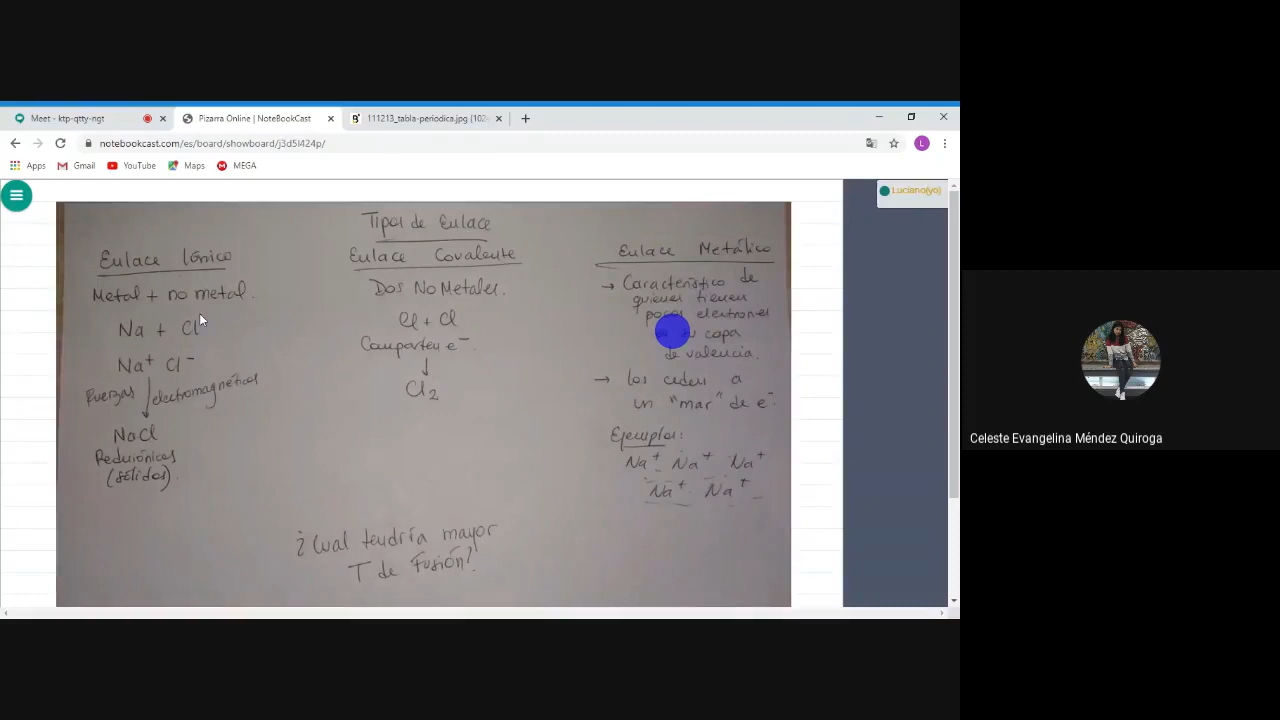 Meet - ktp-qtty-ngt
Pizarra Online | NoteBookCast
111213_tabla-periodica.jpg (102
notebookcast.com/es/board/showboard/j3d5l424p/
Apps
Gmail
YouTube
Maps
MEGA
L
Luciano(yo)
Tipos de Enlace
Enlace Iónico
Metal + no metal.
Na + Cl
Na⁺ Cl⁻
Fuerzas electromagnéticas
NaCl
Redes iónicas
(sólidos).
Enlace Covalente
Dos No Metales.
Cl + Cl
Comparten e⁻.
↓
Cl₂
Enlace Metálico
→ Característico de
quienes tienen
pocos electrones
su capa
de valencia.
→ los ceden a
un "mar" de e⁻.
Ejemplos:
Na⁺ Na⁺ Na⁺
Na⁺ Na⁺
¿Cual tendría mayor
T de Fusión?
Celeste Evangelina Méndez Quiroga